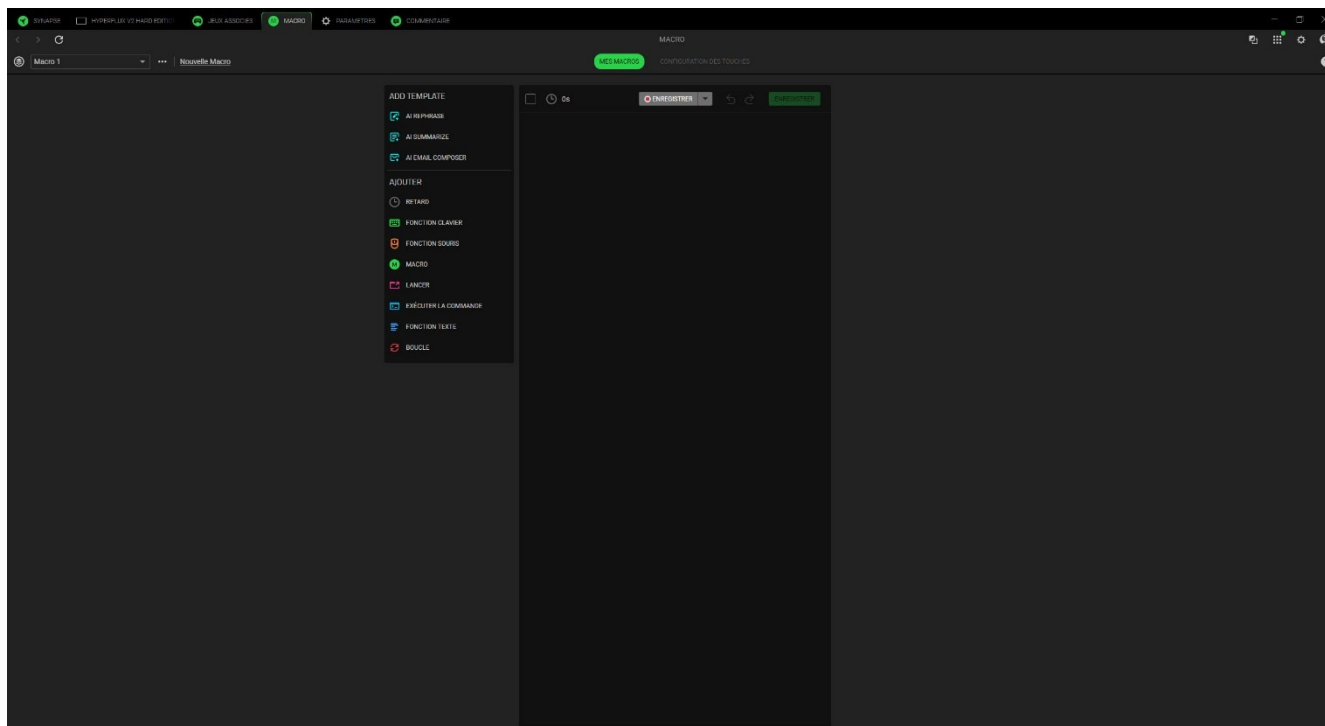 SYNAPSE HYPERFLUX V2 HARD EDITI JEUX ASSOCIÉS MACRO PARAMÈTRES COMMENTAIRE
MACRO
Macro 1 Nouvelle Macro MES MACROS CONFIGURATION DES TOUCHES
ADD TEMPLATE
AI REPHRASE
AI SUMMARIZE
AI EMAIL COMPOSER
AJOUTER
RETARD
FONCTION CLAVIER
FONCTION SOURIS
MACRO
LANCER
EXÉCUTER LA COMMANDE
FONCTION TEXTE
BOUCLE
0s ENREGISTRER ENREGISTRER